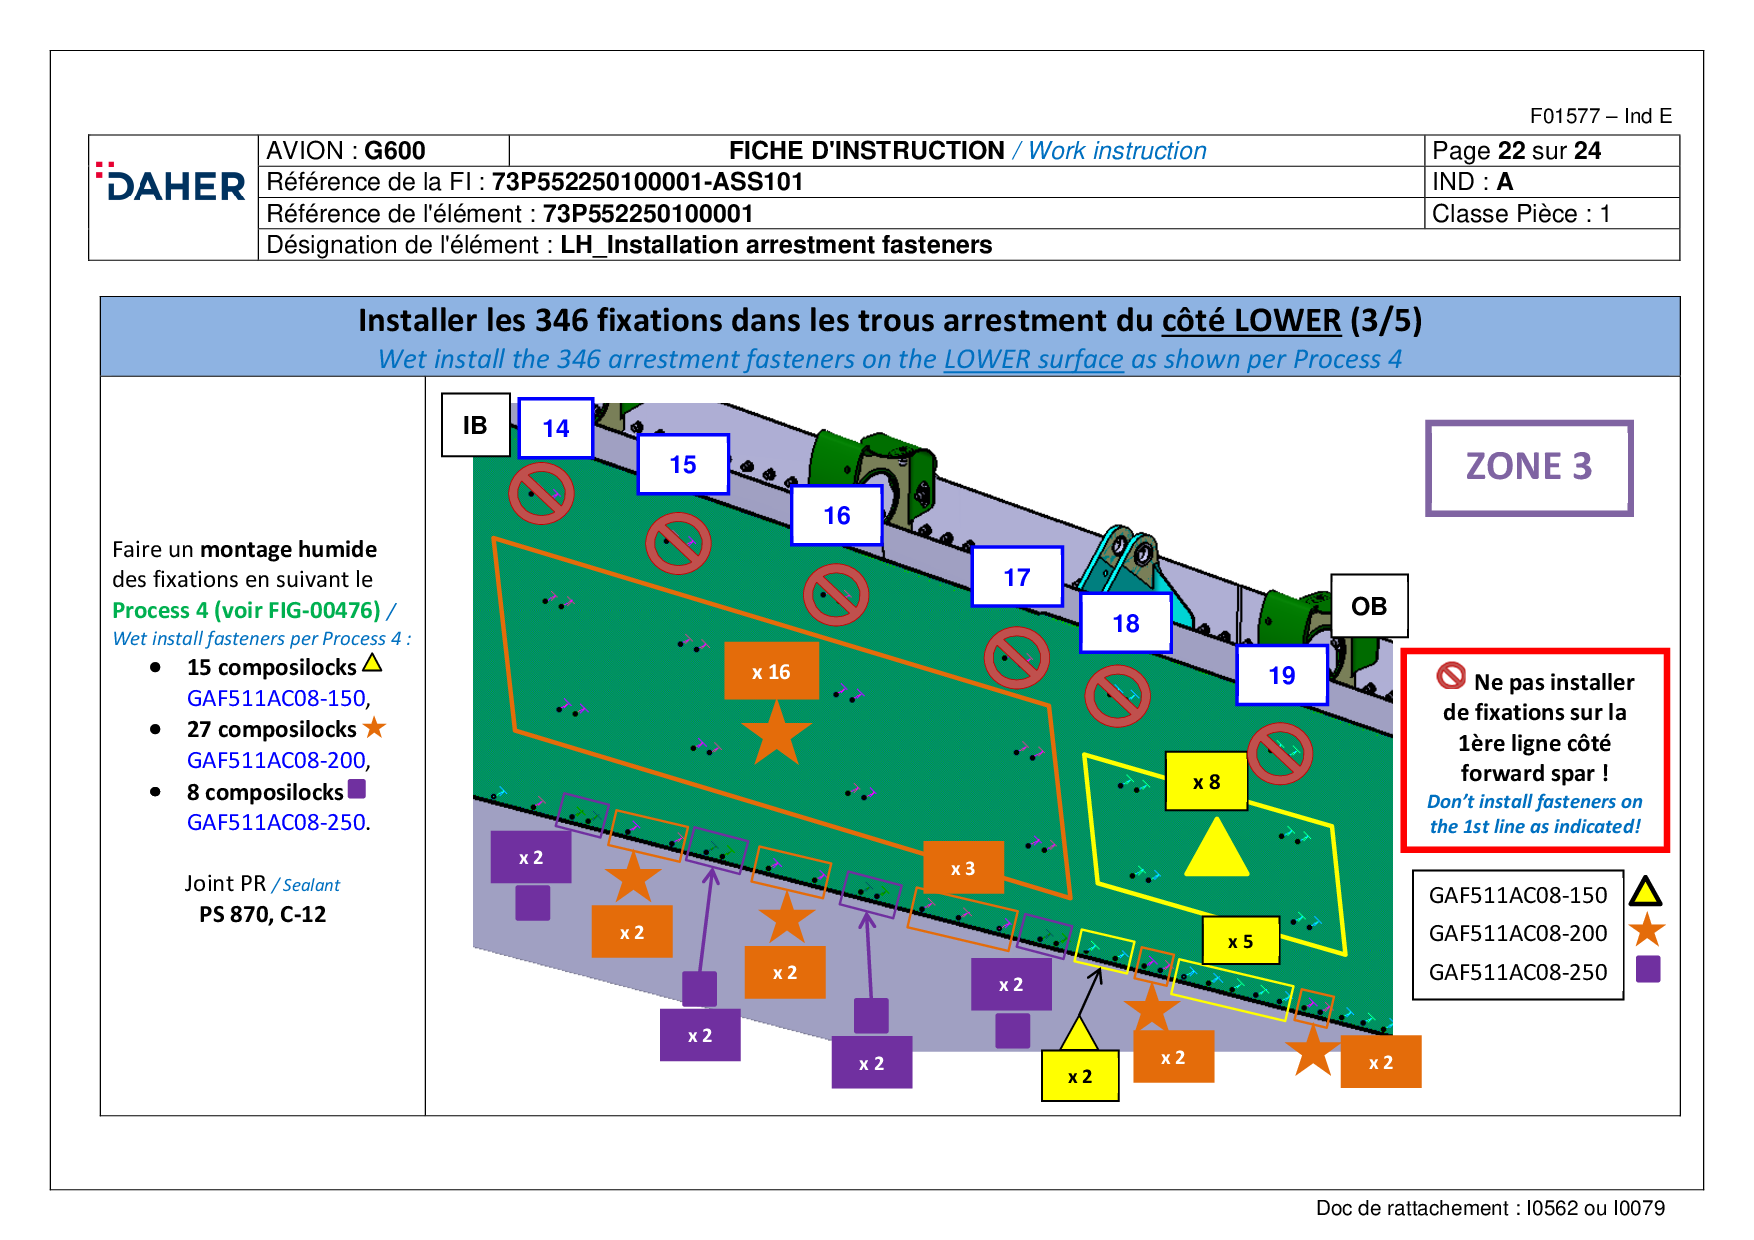 F01577 – Ind E
DAHER
AVION : G600
FICHE D'INSTRUCTION / Work instruction
Page 22 sur 24
Référence de la FI : 73P552250100001-ASS101
IND : A
Référence de l'élément : 73P552250100001
Classe Pièce : 1
Désignation de l'élément : LH_Installation arrestment fasteners
Installer les 346 fixations dans les trous arrestment du côté LOWER (3/5)
Wet install the 346 arrestment fasteners on the LOWER surface as shown per Process 4
Faire un montage humide
des fixations en suivant le
Process 4 (voir FIG-00476) /
Wet install fasteners per Process 4 :
● 15 composilocks
GAF511AC08-150,
● 27 composilocks
GAF511AC08-200,
● 8 composilocks
GAF511AC08-250.
Joint PR / Sealant
PS 870, C-12
IB
14
15
16
17
18
19
OB
ZONE 3
x 16
x 8
x 3
x 5
x 2
x 2
x 2
x 2
x 2
x 2
x 2
x 2
x 2
Ne pas installer
de fixations sur la
1ère ligne côté
forward spar !
Don't install fasteners on
the 1st line as indicated!
GAF511AC08-150
GAF511AC08-200
GAF511AC08-250
Doc de rattachement : I0562 ou I0079